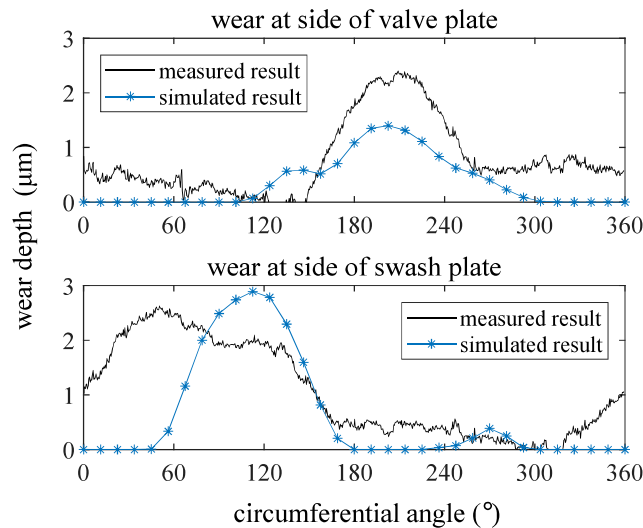 wear at side of valve plate
3
2
1
0
measured result
simulated result
0 60 120 180 240 300 360
wear depth (μm)
wear at side of swash plate
3
2
1
0
measured result
simulated result
0 60 120 180 240 300 360
circumferential angle (°)